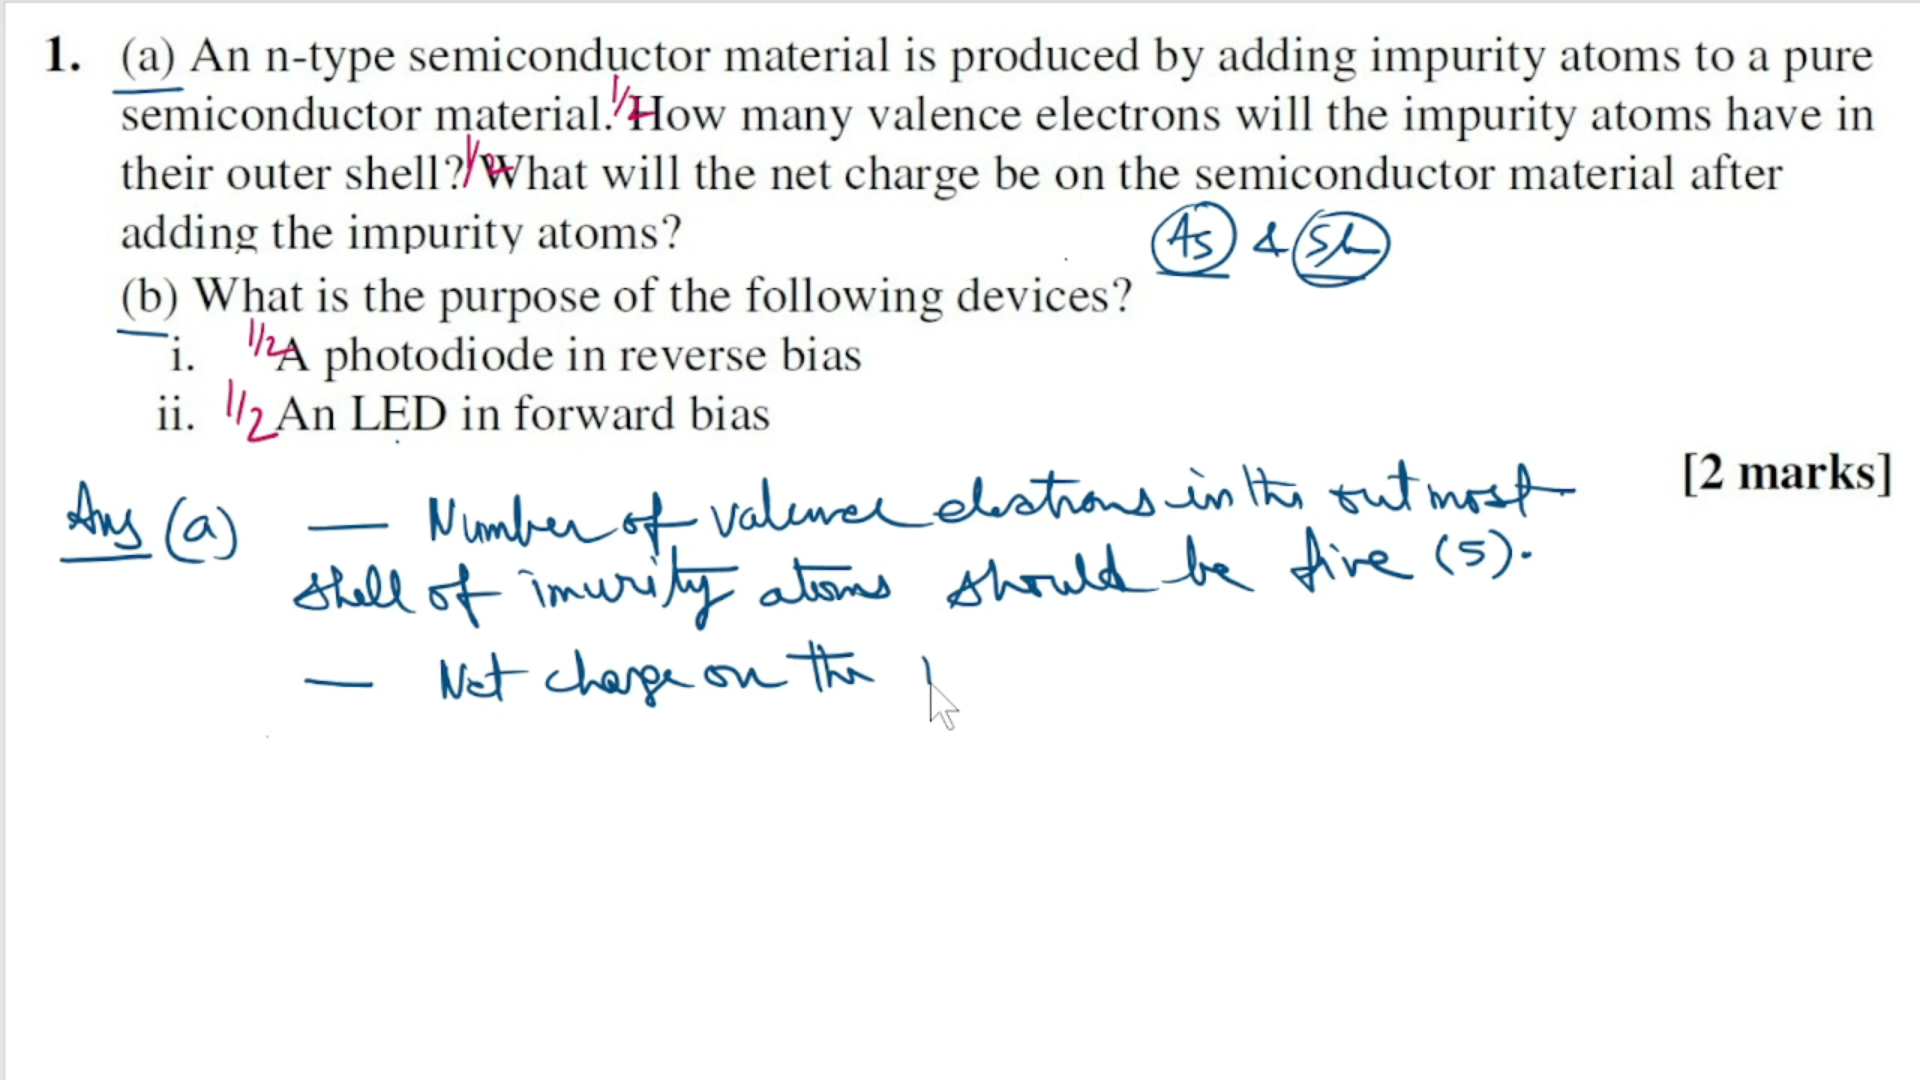 1. (a) An n-type semiconductor material is produced by adding impurity atoms to a pure
semiconductor material. 1/2 How many valence electrons will the impurity atoms have in
their outer shell? 1/2 What will the net charge be on the semiconductor material after
adding the impurity atoms?
As &
(b) What is the purpose of the following devices?
i. 1/2 A photodiode in reverse bias
ii. 1/2 An LED in forward bias
[2 marks]
Ans (a) — Number of valence electrons in the outmost
shell of imurity atoms should be five (5).
— Net charge on the